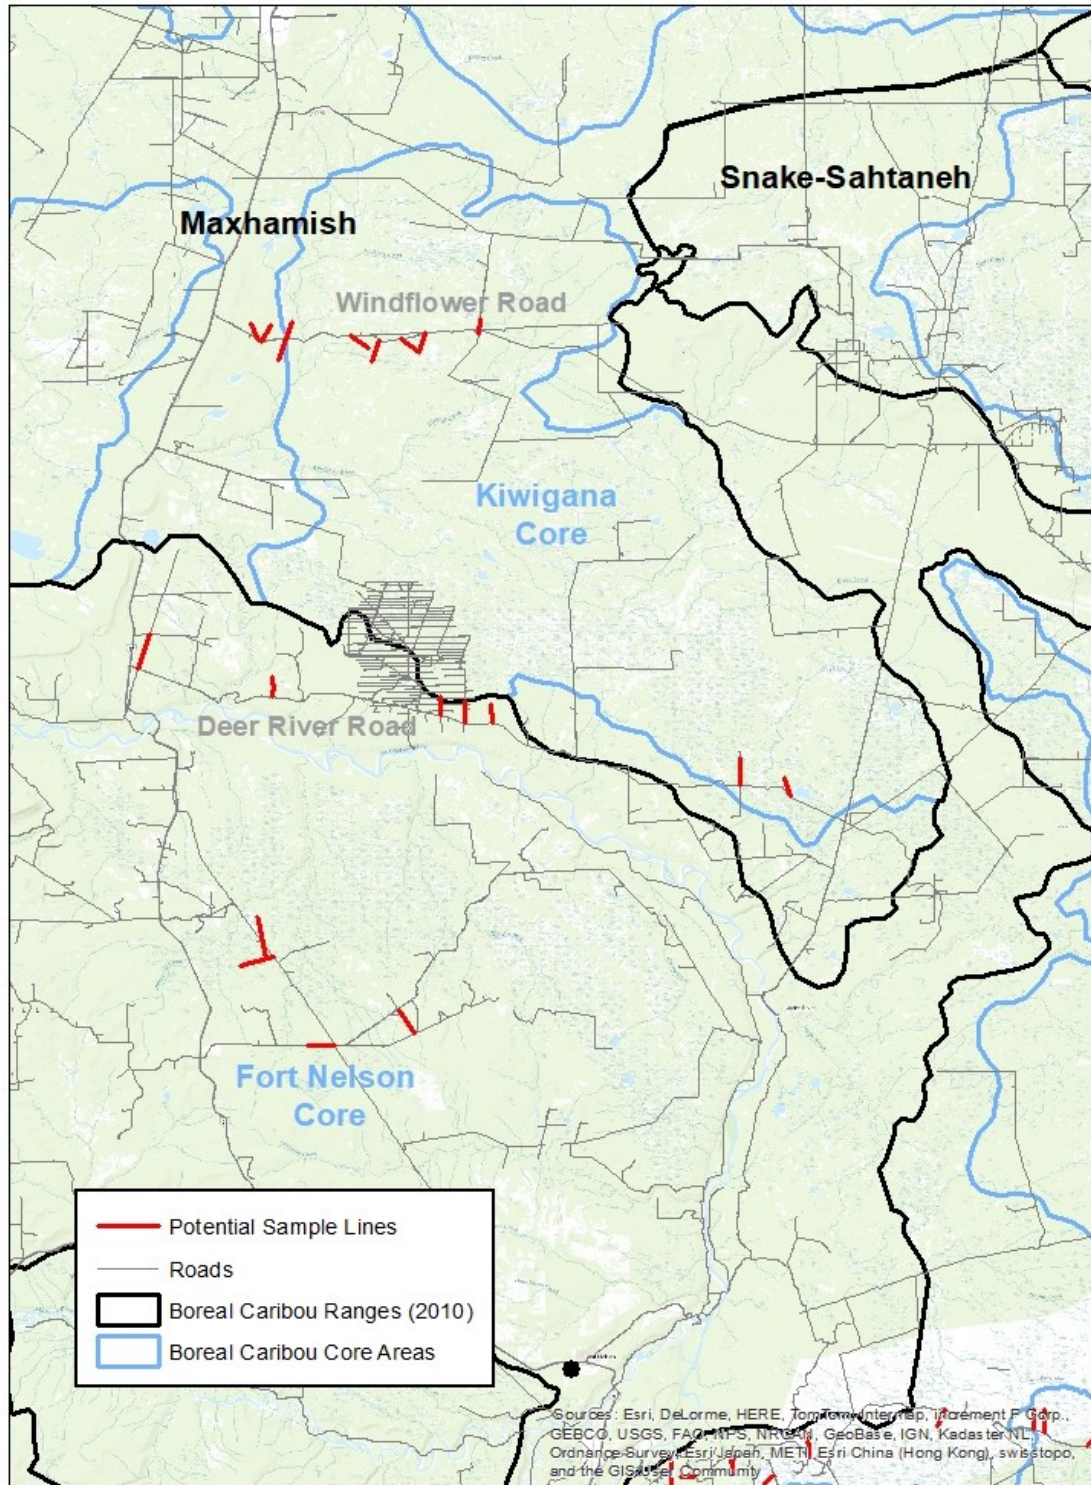 Snake-Sahtaneh
Maxhamish
Windflower Road
Kiwigana
Core
Deer River Road
Fort Nelson
Core
Potential Sample Lines
Roads
Boreal Caribou Ranges (2010)
Boreal Caribou Core Areas
Sources: Esri, DeLorme, HERE, TomTom, Intermap, increment P Corp.,
GEBCO, USGS, FAO, NPS, NRCAN, GeoBase, IGN, Kadaster NL,
Ordnance Survey, Esri Japan, METI, Esri China (Hong Kong), swisstopo,
and the GIS User Community